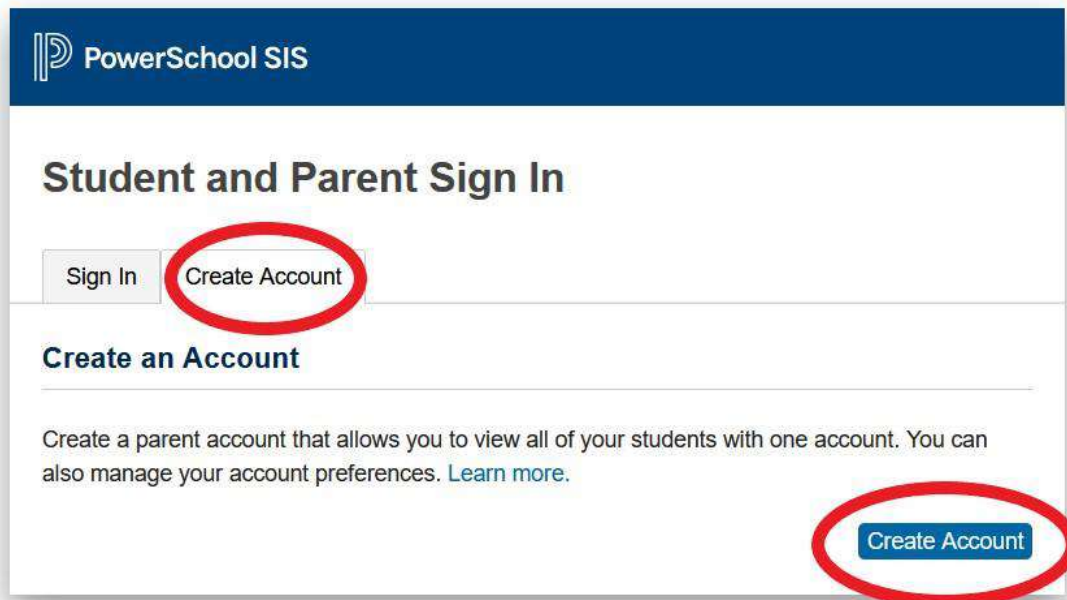 PowerSchool SIS
Student and Parent Sign In
Sign In
Create Account
Create an Account
Create a parent account that allows you to view all of your students with one account. You can
also manage your account preferences. Learn more.
Create Account